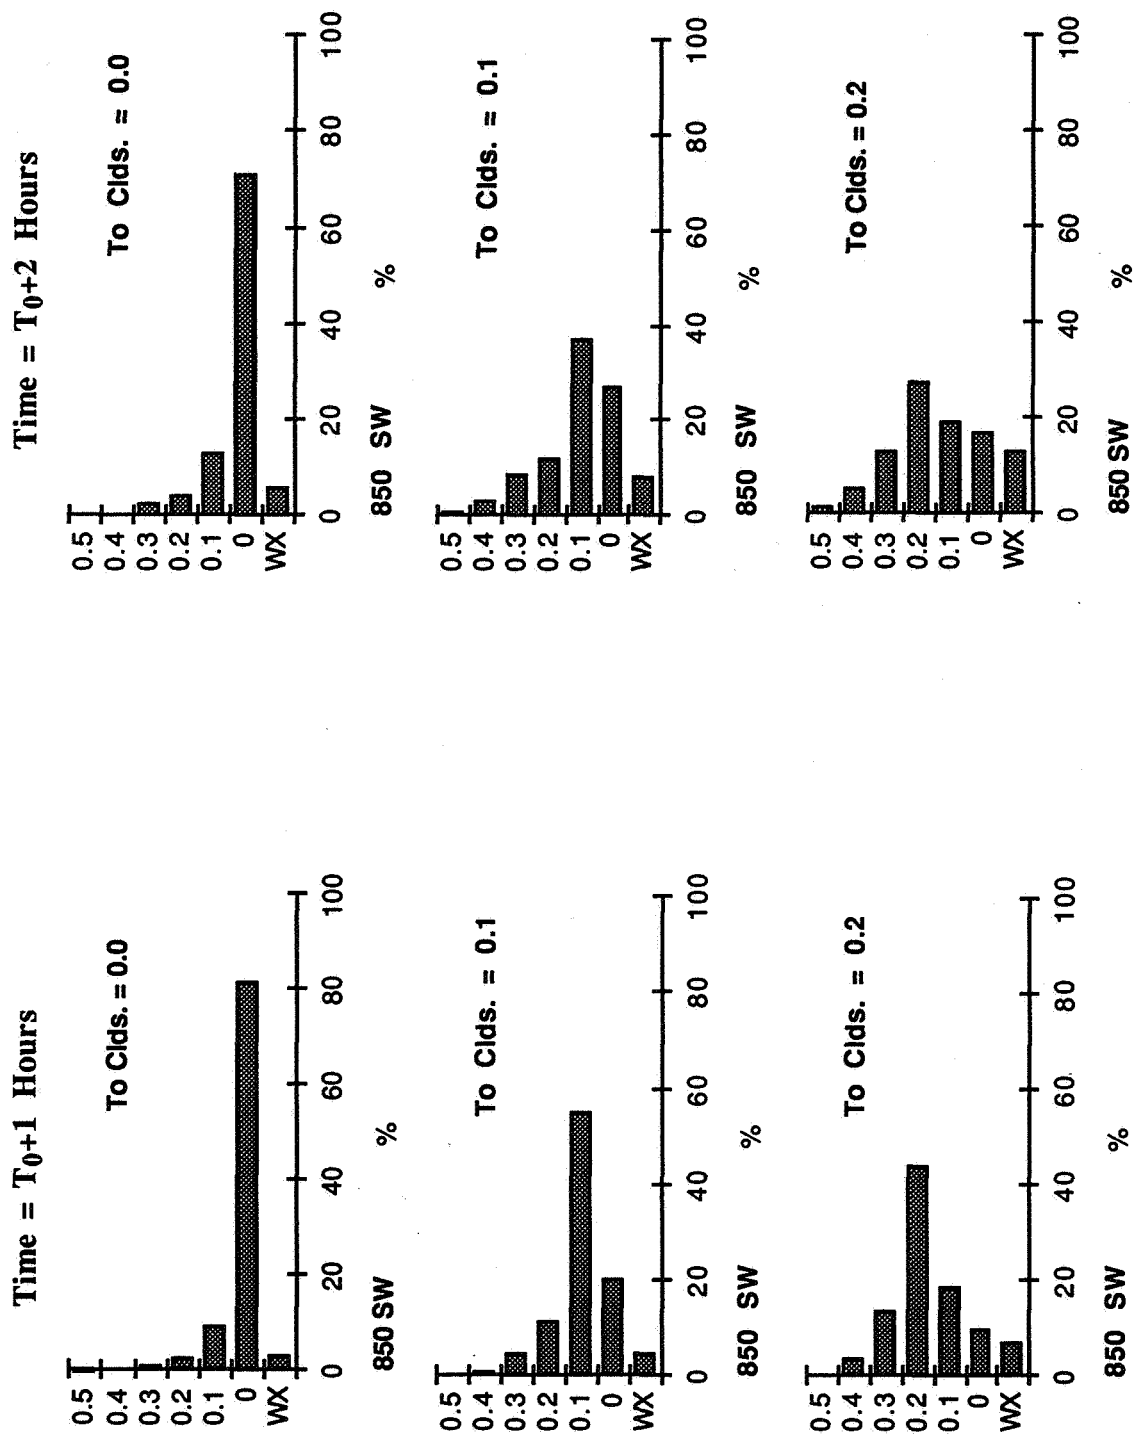 Time = T0+1 Hours
To Clds. = 0.0
0.5
0.4
0.3
0.2
0.1
0
WX
0 20 40 60 80 100
850 SW %
To Clds. = 0.1
0.5
0.4
0.3
0.2
0.1
0
WX
0 20 40 60 80 100
850 SW %
To Clds. = 0.2
0.5
0.4
0.3
0.2
0.1
0
WX
0 20 40 60 80 100
850 SW %
Time = T0+2 Hours
To Clds. = 0.0
0.5
0.4
0.3
0.2
0.1
0
WX
0 20 40 60 80 100
850 SW %
To Clds. = 0.1
0.5
0.4
0.3
0.2
0.1
0
WX
0 20 40 60 80 100
850 SW %
To Clds. = 0.2
0.5
0.4
0.3
0.2
0.1
0
WX
0 20 40 60 80 100
850 SW %